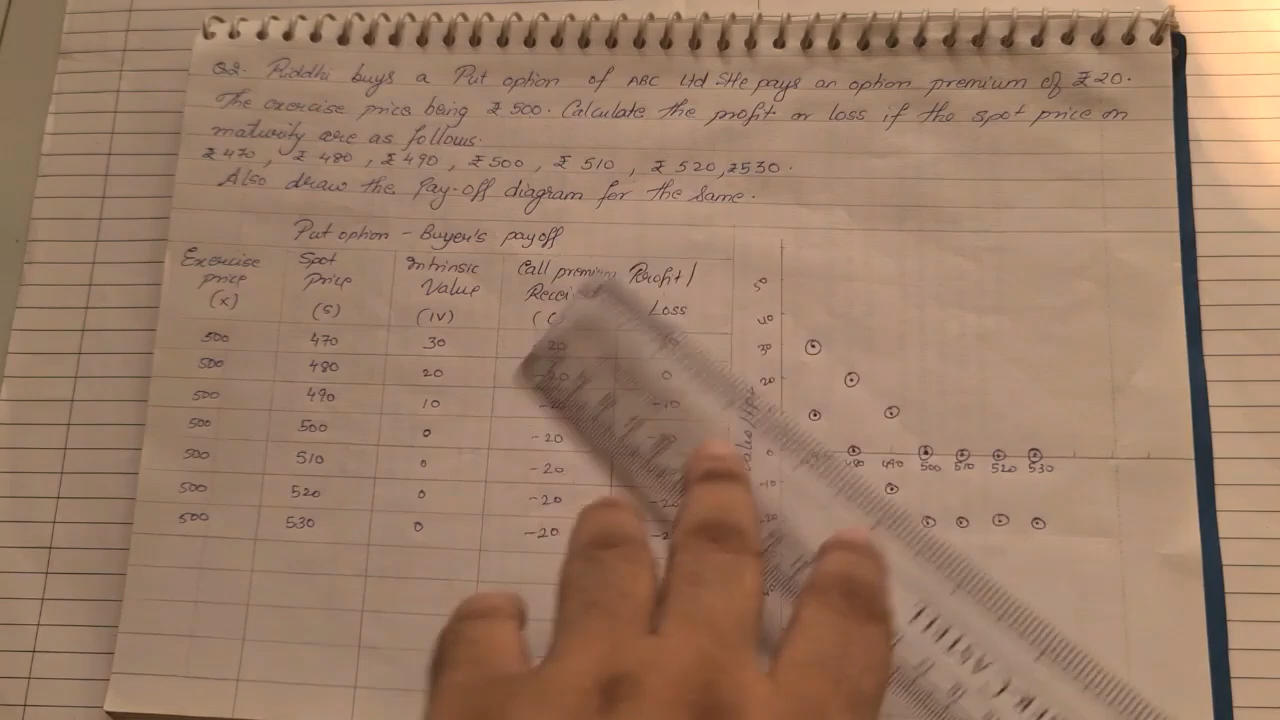 Q2. Riddhi buys a Put option of ABC Ltd She pays an option premium of ₹20.
The exercise price being ₹500. Calculate the profit or loss if the spot price on
maturity are as follows.
₹470, ₹480, ₹490, ₹500, ₹510, ₹520, ₹530.
Also draw the Pay-off diagram for the same.
Put option - Buyer's payoff
Exercise price (X) Spot Price (S) Intrinsic Value (IV) Call premium Profit/ Loss
500 470 30 20
500 480 20 0
500 490 10 -10
500 500 0 -20
500 510 0 -20
500 520 0 -20
500 530 0 -20
50
40
30
20
0
480 490 500 510 520 530
-10
-20